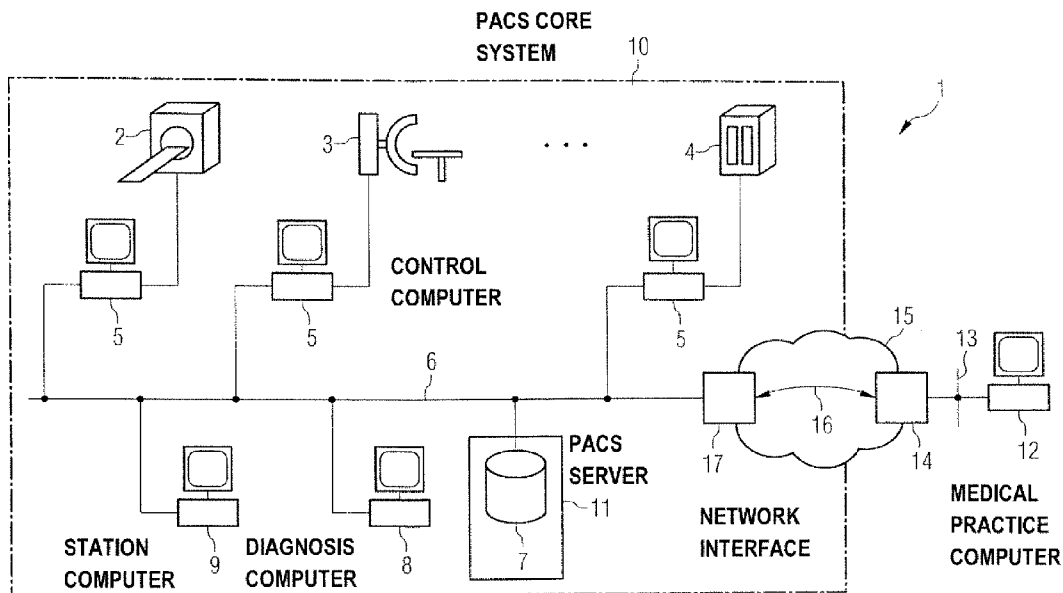 PACS CORE
SYSTEM
10
1
2
3
. . .
4
CONTROL
COMPUTER
5
5
5
15
13
6
16
12
17
14
PACS
SERVER
11
7
STATION
COMPUTER
9
DIAGNOSIS
COMPUTER
8
NETWORK
INTERFACE
MEDICAL
PRACTICE
COMPUTER